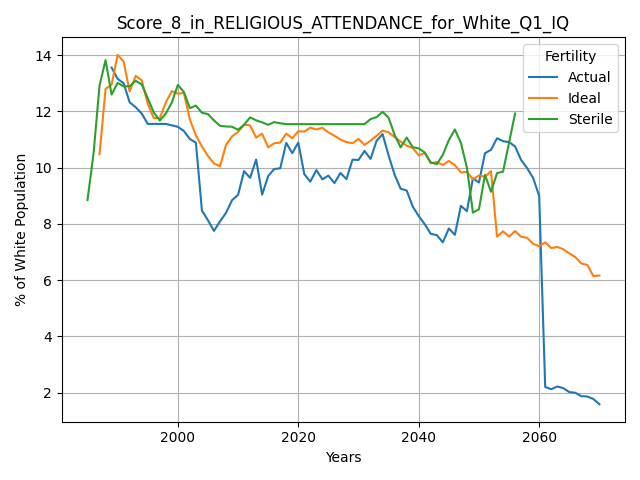 Score_8_in_RELIGIOUS_ATTENDANCE_for_White_Q1_IQ
Fertility
Actual
Ideal
Sterile
% of White Population
14
12
10
8
6
4
2
2000
2020
2040
2060
Years